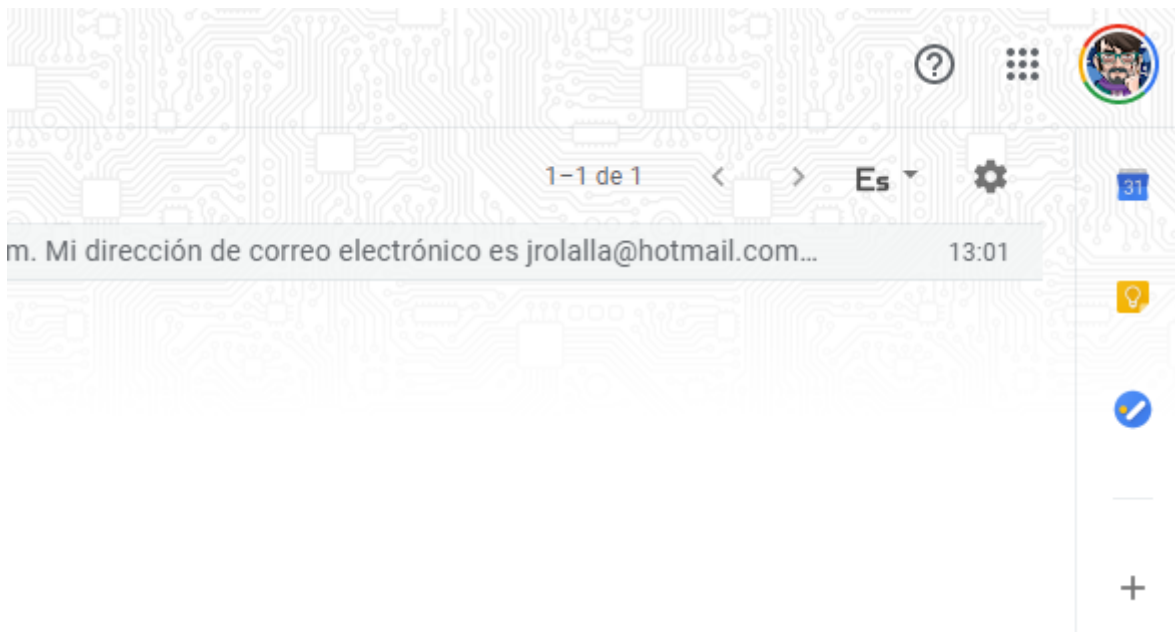 1–1 de 1
Es
31
m. Mi dirección de correo electrónico es jrolalla@hotmail.com... 13:01